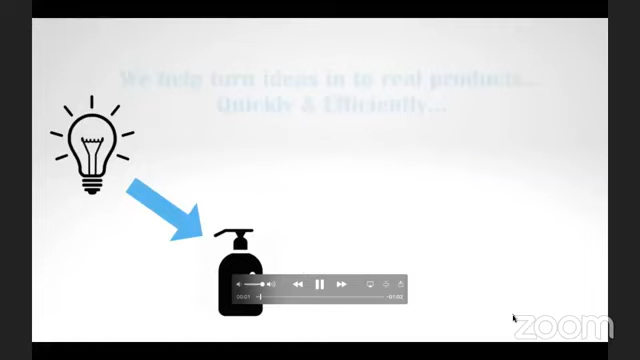 We help turn ideas in to real products...
Quickly & Efficiently...
00:01
-01:02
zoom